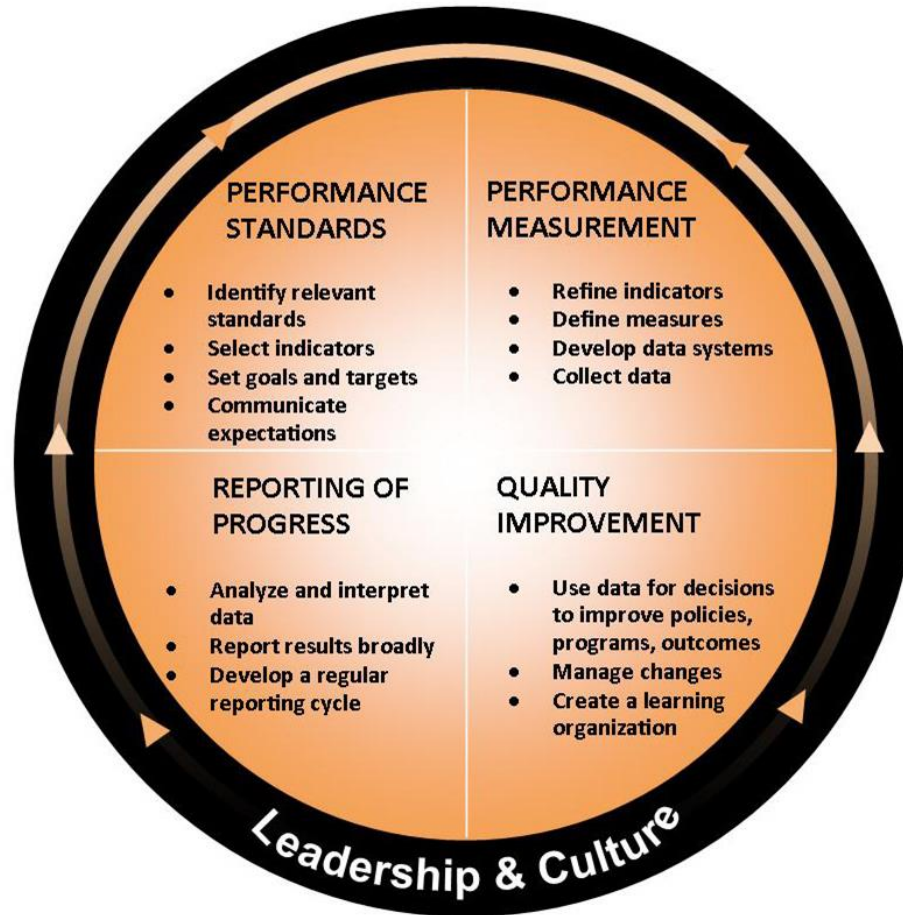 PERFORMANCE
STANDARDS
• Identify relevant
standards
• Select indicators
• Set goals and targets
• Communicate
expectations
PERFORMANCE
MEASUREMENT
• Refine indicators
• Define measures
• Develop data systems
• Collect data
REPORTING OF
PROGRESS
• Analyze and interpret
data
• Report results broadly
• Develop a regular
reporting cycle
QUALITY
IMPROVEMENT
• Use data for decisions
to improve policies,
programs, outcomes
• Manage changes
• Create a learning
organization
Leadership & Culture